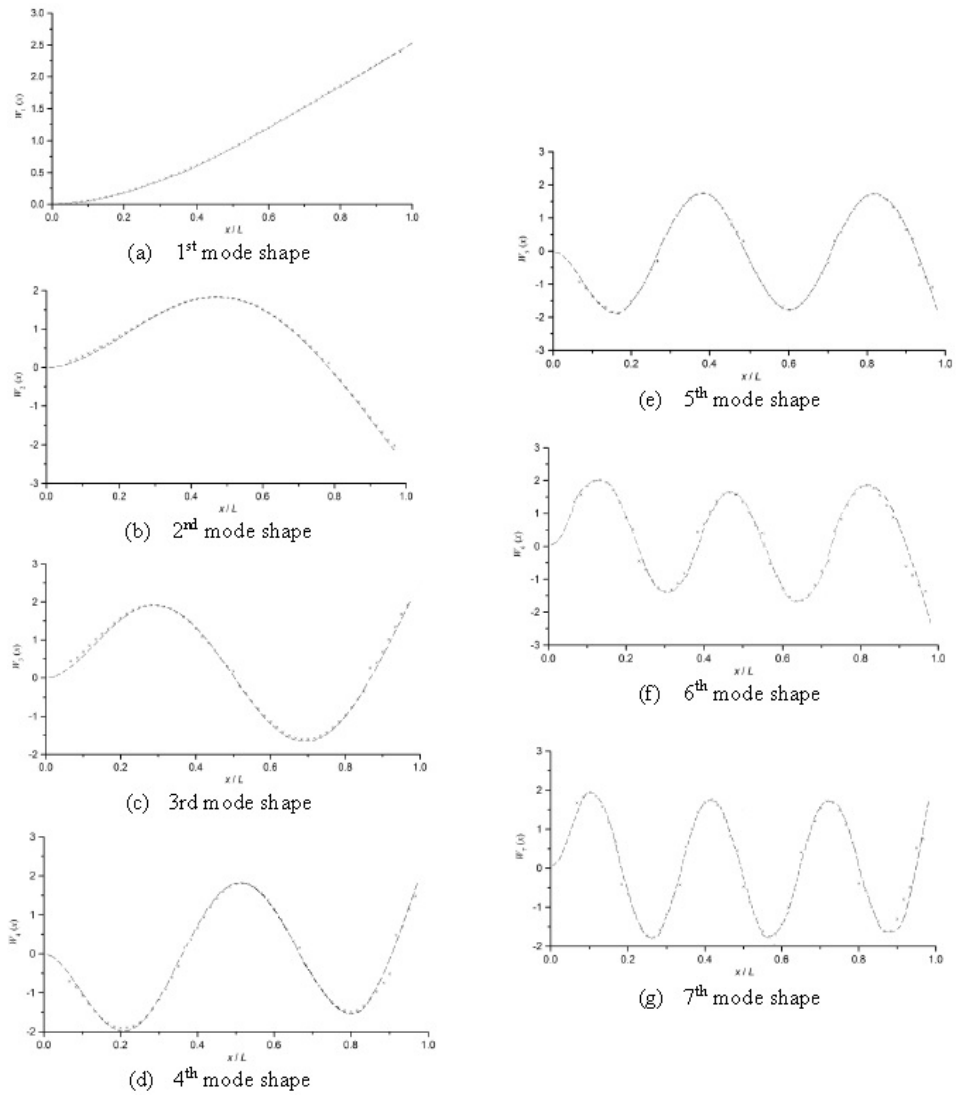 3.0
2.5
2.0
1.5
1.0
0.5
0.0
W₁ (x)
0.0 0.2 0.4 0.6 0.8 1.0
x / L
(a) 1st mode shape
2
1
0
-1
-2
-3
W₂ (x)
0.0 0.2 0.4 0.6 0.8 1.0
x / L
(b) 2nd mode shape
3
2
1
0
-1
-2
W₃ (x)
0.0 0.2 0.4 0.6 0.8 1.0
x / L
(c) 3rd mode shape
3
2
1
0
-1
-2
W₄ (x)
0.0 0.2 0.4 0.6 0.8 1.0
x / L
(d) 4th mode shape
3
2
1
0
-1
-2
-3
W₅ (x)
0.0 0.2 0.4 0.6 0.8 1.0
x / L
(e) 5th mode shape
3
2
1
0
-1
-2
-3
W₆ (x)
0.0 0.2 0.4 0.6 0.8 1.0
x / L
(f) 6th mode shape
3
2
1
0
-1
-2
W₇ (x)
0.0 0.2 0.4 0.6 0.8 1.0
x / L
(g) 7th mode shape